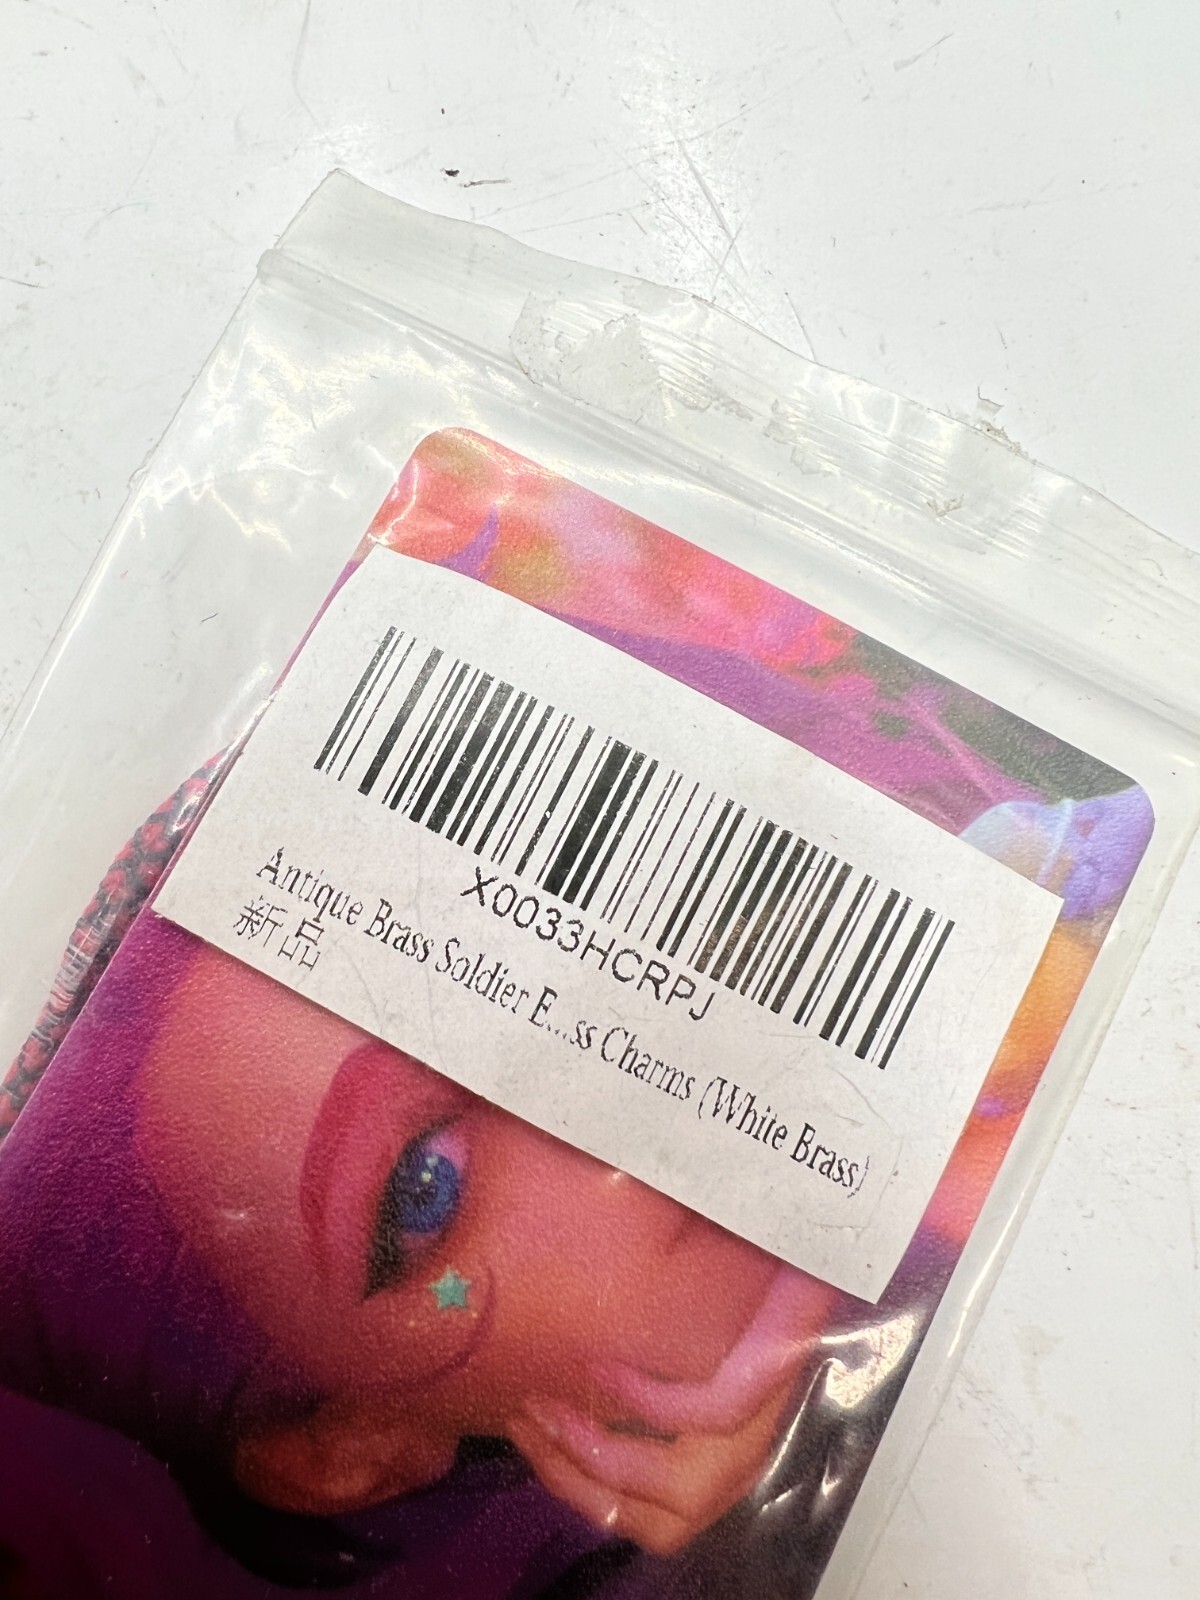 X0033HCRPJ
Antique Brass Soldier E...ss Charms (White Brass)
新品